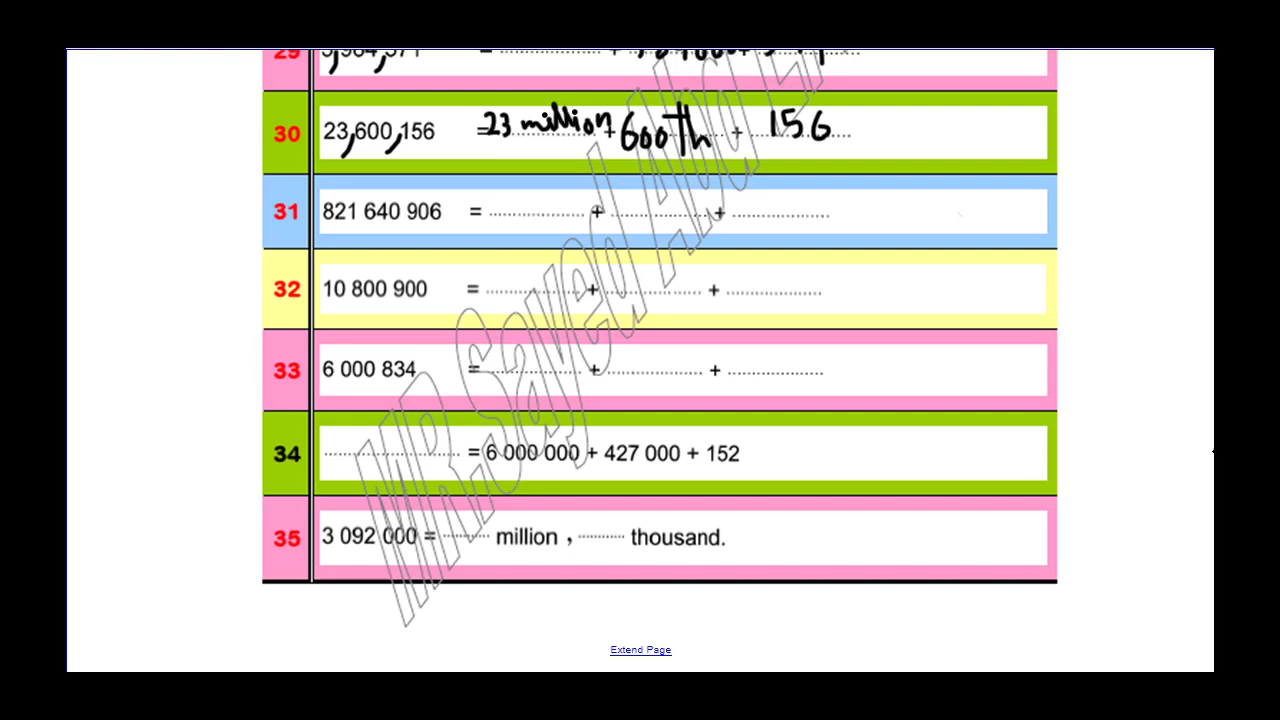 29 = ............ + ............ + ............
30 23,600,156 = 23 million + 600 th + 156
31 821 640 906 = ............ + ............ + ............
32 10 800 900 = ............ + ............ + ............
33 6 000 834 = ............ + ............ + ............
34 ............ = 6 000 000 + 427 000 + 152
35 3 092 000 = ......... million , ......... thousand.
MR.Sayed
Extend Page